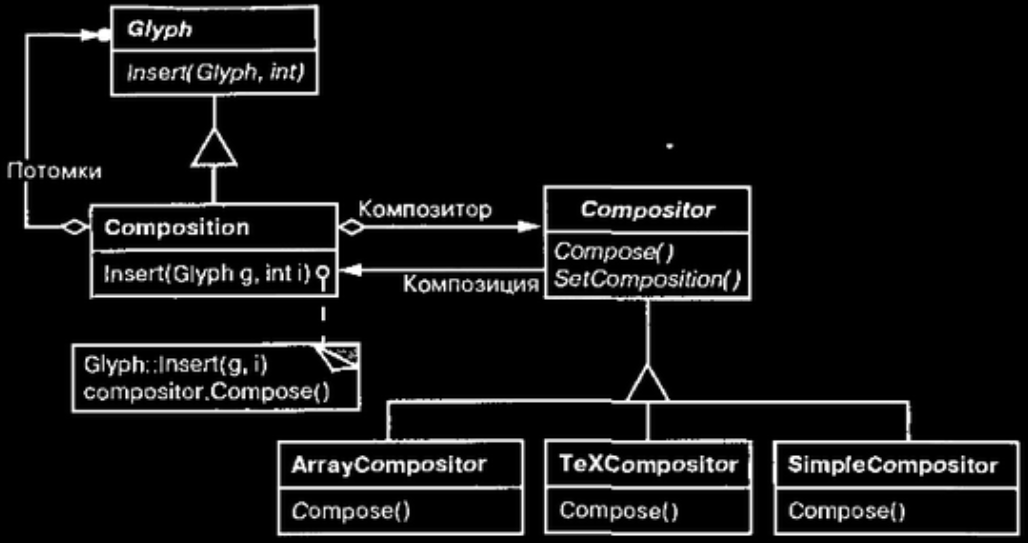 Glyph
Insert(Glyph, int)
Потомки
Composition
Insert(Glyph g, int i)
Композитор
Композиция
Compositor
Compose()
SetComposition()
Glyph::Insert(g, i)
compositor.Compose()
ArrayCompositor
Compose()
TeXCompositor
Compose()
SimpleCompositor
Compose()